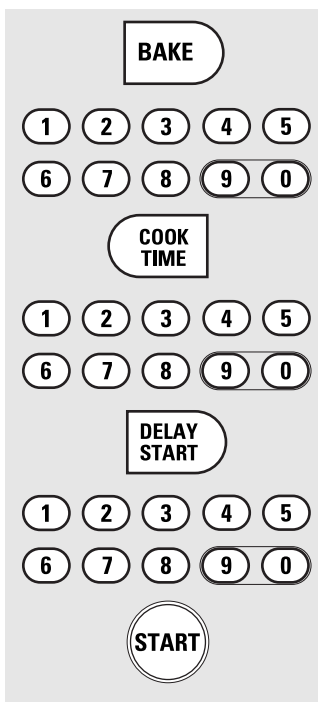 BAKE
1 2 3 4 5
6 7 8 9 0
COOK
TIME
1 2 3 4 5
6 7 8 9 0
DELAY
START
1 2 3 4 5
6 7 8 9 0
START